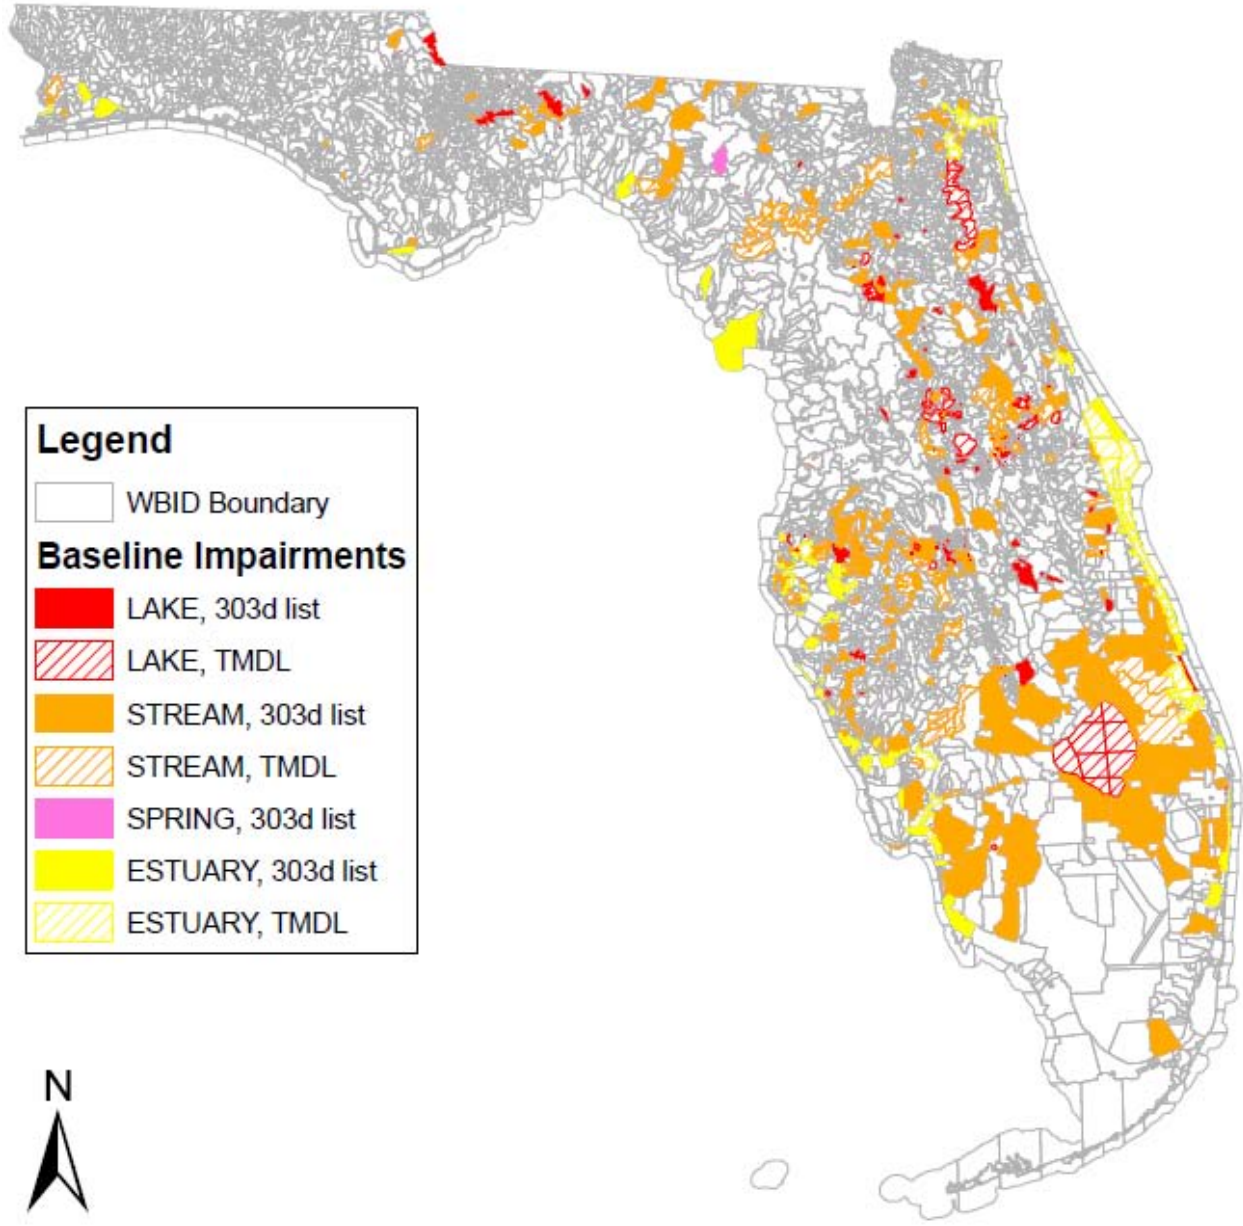 Legend
WBID Boundary
Baseline Impairments
LAKE, 303d list
LAKE, TMDL
STREAM, 303d list
STREAM, TMDL
SPRING, 303d list
ESTUARY, 303d list
ESTUARY, TMDL
N